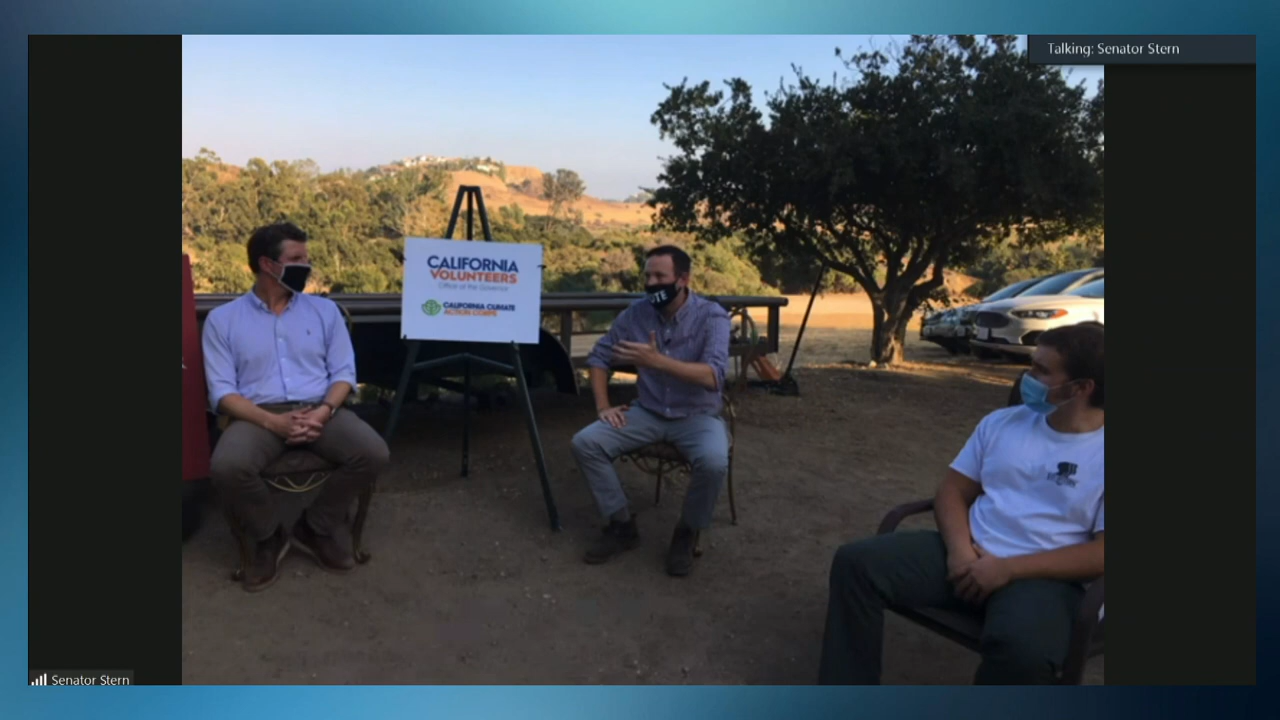 Talking: Senator Stern
CALIFORNIA
VOLUNTEERS
Office of the Governor
CALIFORNIA CLIMATE
ACTION CORPS
Senator Stern